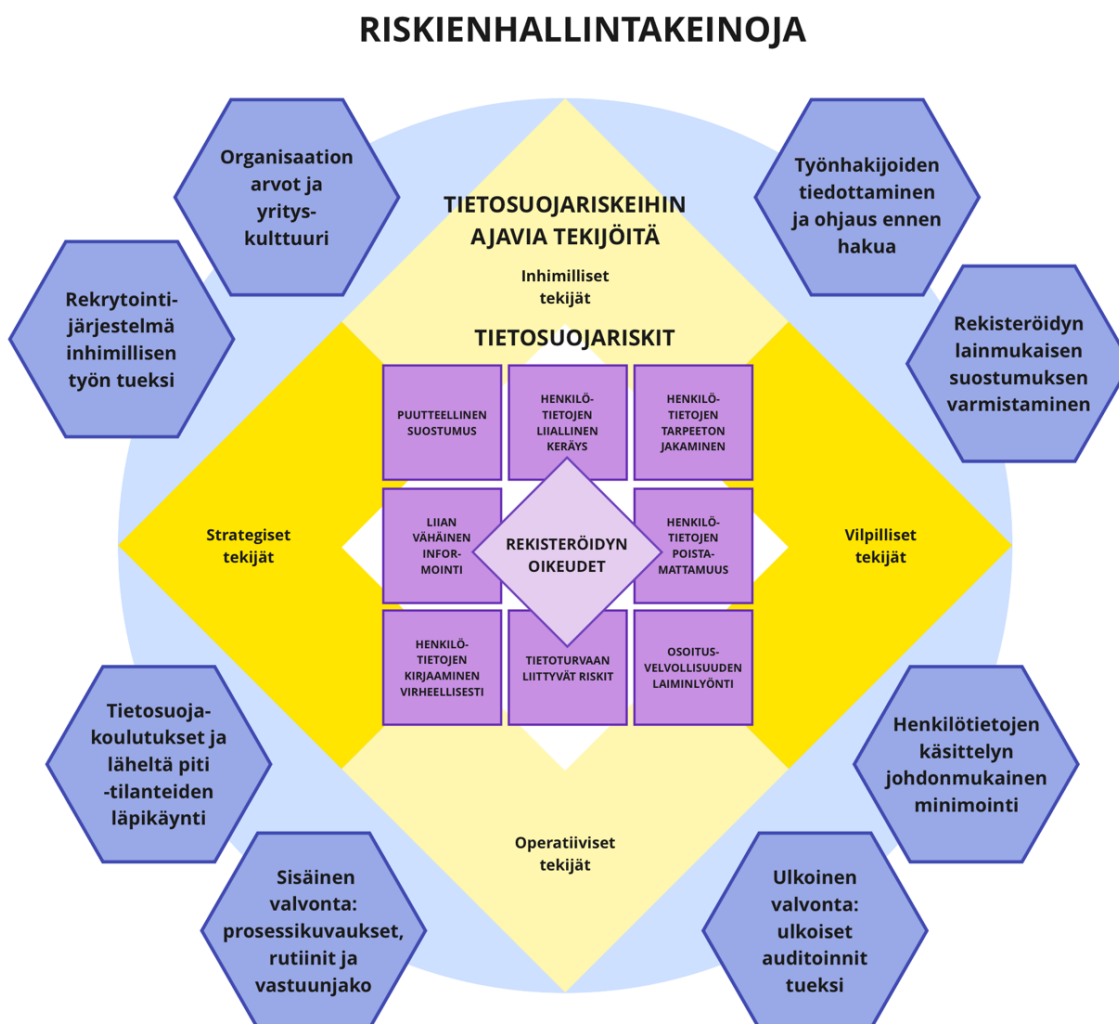 RISKIENHALLINTAKEINOJA
Organisaation
arvot ja
yritys-
kulttuuri
Työnhakijoiden
tiedottaminen
ja ohjaus ennen
hakua
Rekrytointi-
järjestelmä
inhimillisen
työn tueksi
Rekisteröidyn
lainmukaisen
suostumuksen
varmistaminen
TIETOSUOJARISKEIHIN
AJAVIA TEKIJÖITÄ
Inhimilliset
tekijät
TIETOSUOJARISKIT
PUUTTEELLINEN
SUOSTUMUS
HENKILÖ-
TIETOJEN
LIIALLINEN
KERÄYS
HENKILÖ-
TIETOJEN
TARPEETON
JAKAMINEN
Strategiset
tekijät
LIIAN
VÄHÄINEN
INFOR-
MOINTI
REKISTERÖIDYN
OIKEUDET
HENKILÖ-
TIETOJEN
POISTA-
MATTAMUUS
Vilpilliset
tekijät
HENKILÖ-
TIETOJEN
KIRJAAMINEN
VIRHEELLISESTI
TIETOTURVAAN
LIITTYVÄT RISKIT
OSOITUS-
VELVOLLISUUDEN
LAIMINLYÖNTI
Operatiiviset
tekijät
Tietosuoja-
koulutukset ja
läheltä piti
-tilanteiden
läpikäynti
Henkilötietojen
käsittelyn
johdonmukainen
minimointi
Sisäinen
valvonta:
prosessikuvaukset,
rutiinit ja
vastuunjako
Ulkoinen
valvonta:
ulkoiset
auditoinnit
tueksi